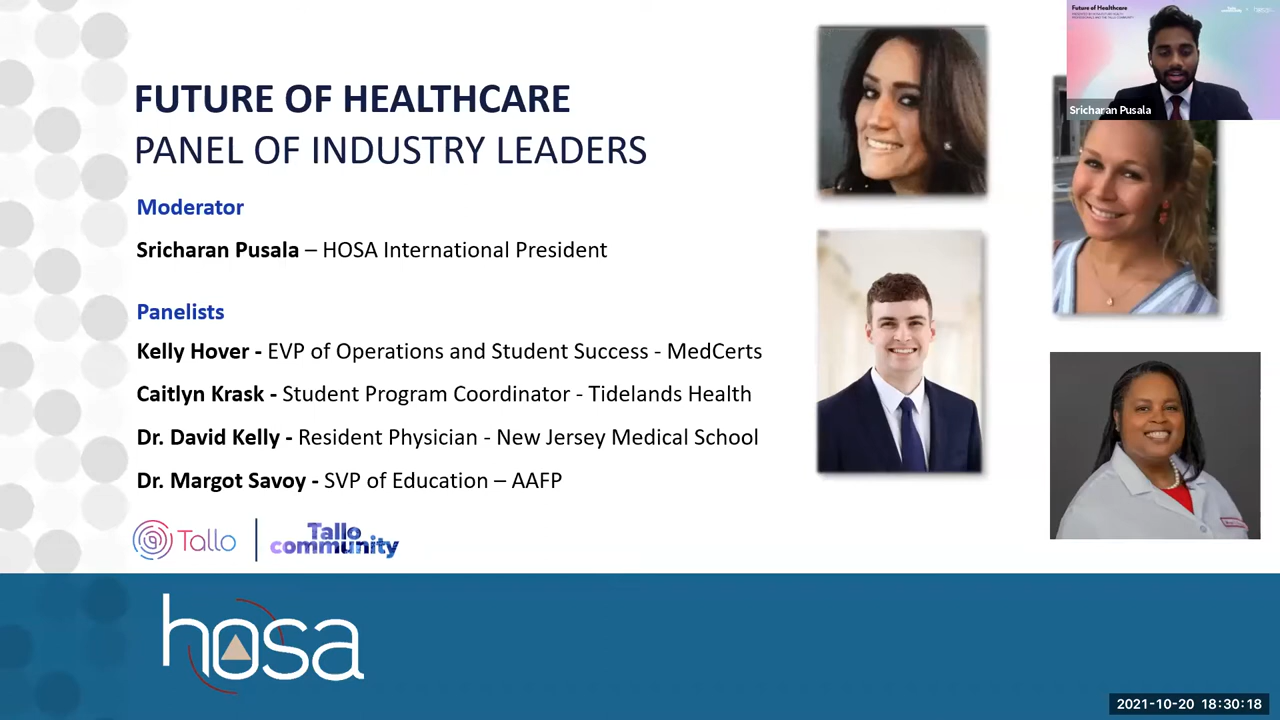 FUTURE OF HEALTHCARE
PANEL OF INDUSTRY LEADERS
Moderator
Sricharan Pusala – HOSA International President
Panelists
Kelly Hover - EVP of Operations and Student Success - MedCerts
Caitlyn Krask - Student Program Coordinator - Tidelands Health
Dr. David Kelly - Resident Physician - New Jersey Medical School
Dr. Margot Savoy - SVP of Education – AAFP
Tallo
Tallo
community
hosa
Future of Healthcare
Sricharan Pusala
2021-10-20 18:30:18